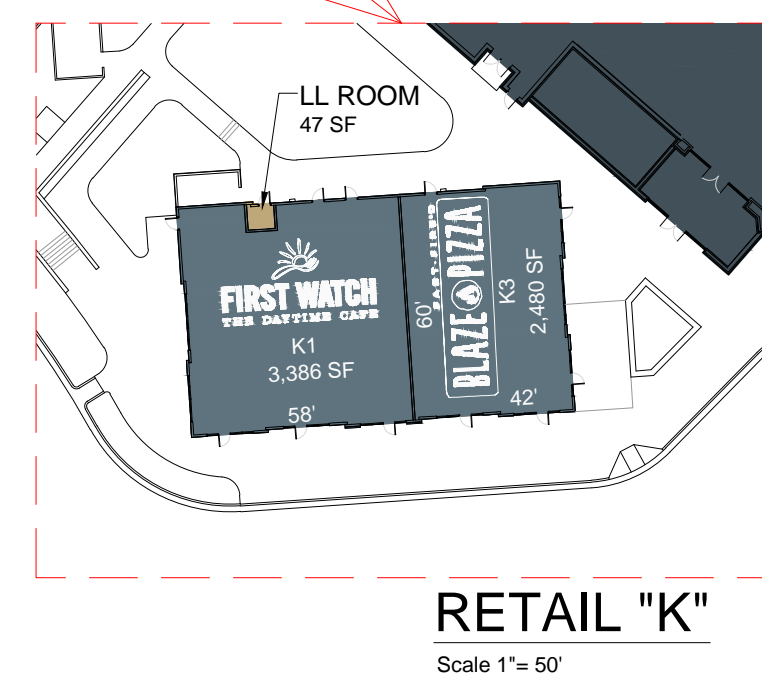 LL ROOM
47 SF
FIRST WATCH
THE DAYTIME CAFE
K1
3,386 SF
58'
60'
FAST-FIRE'D
BLAZE PIZZA
K3
2,480 SF
42'
RETAIL "K"
Scale 1"= 50'